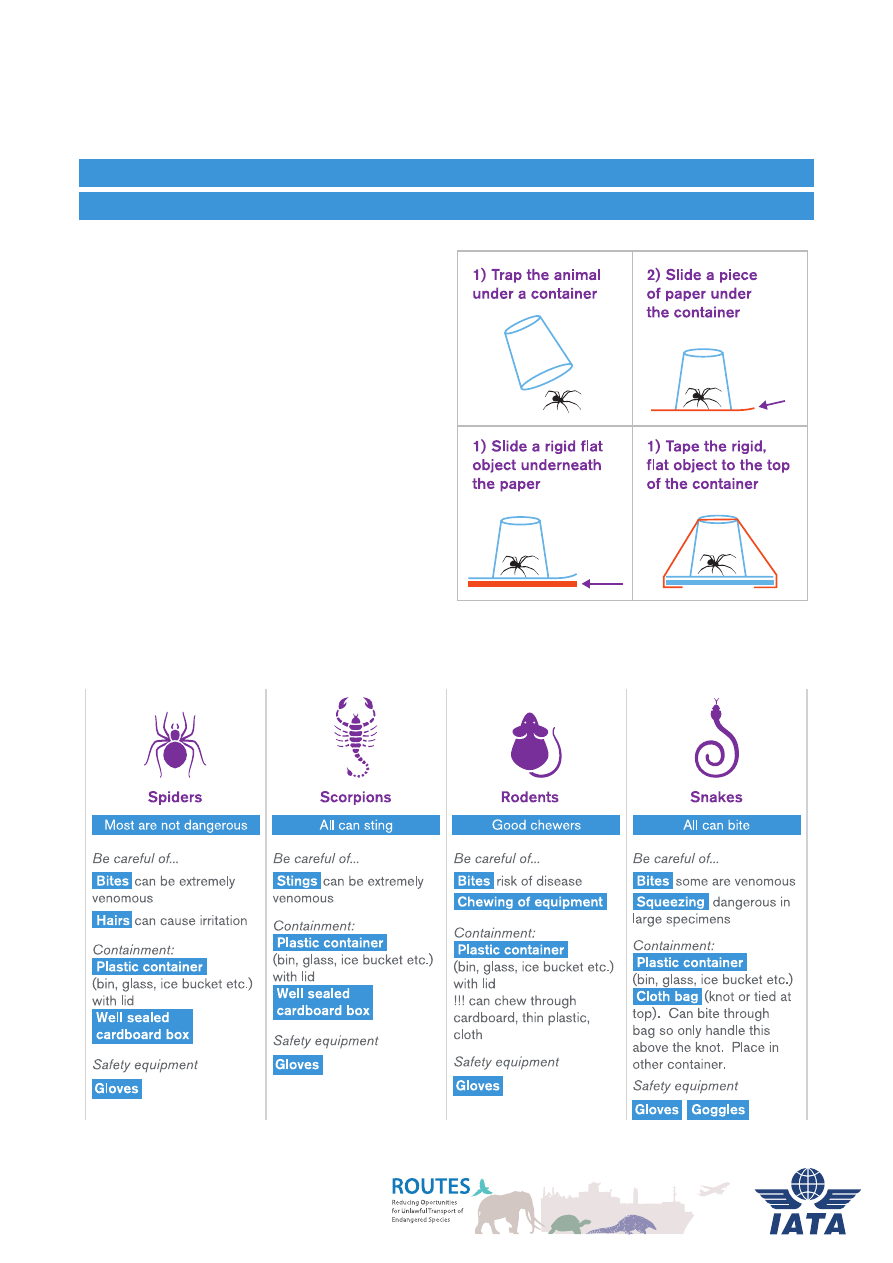 1) Trap the animal
under a container
2) Slide a piece
of paper under
the container
1) Slide a rigid flat
object underneath
the paper
1) Tape the rigid,
flat object to the top
of the container
Spiders
Most are not dangerous
Be careful of...
Bites can be extremely
venomous
Hairs can cause irritation
Containment:
Plastic container
(bin, glass, ice bucket etc.)
with lid
Well sealed
cardboard box
Safety equipment
Gloves
Scorpions
All can sting
Be careful of...
Stings can be extremely
venomous
Containment:
Plastic container
(bin, glass, ice bucket etc.)
with lid
Well sealed
cardboard box
Safety equipment
Gloves
Rodents
Good chewers
Be careful of...
Bites risk of disease
Chewing of equipment
Containment:
Plastic container
(bin, glass, ice bucket etc.)
with lid
!!! can chew through
cardboard, thin plastic,
cloth
Safety equipment
Gloves
Snakes
All can bite
Be careful of...
Bites some are venomous
Squeezing dangerous in
large specimens
Containment:
Plastic container
(bin, glass, ice bucket etc.)
Cloth bag (knot or tied at
top). Can bite through
bag so only handle this
above the knot. Place in
other container.
Safety equipment
Gloves Goggles
ROUTES
Reducing Oportunities
for Unlawful Transport of
Endangered Species
IATA